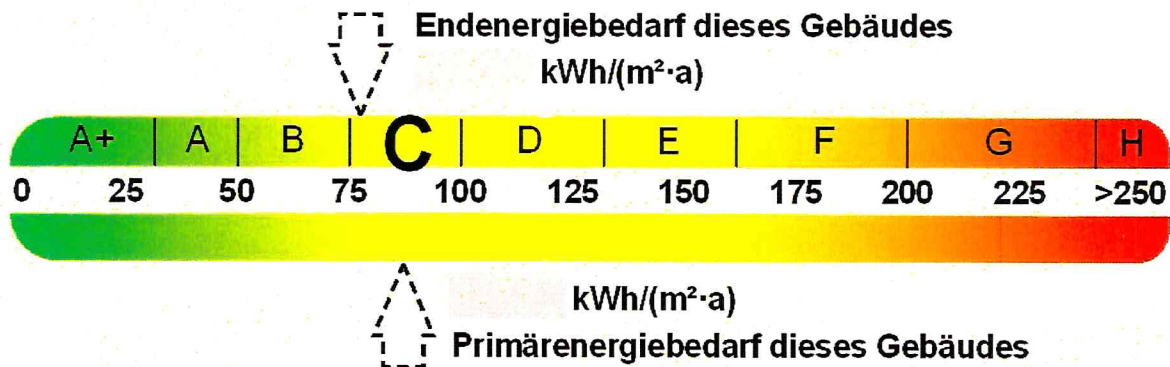 Endenergiebedarf dieses Gebäudes
kWh/(m²·a)
A+ A B C D E F G H
0 25 50 75 100 125 150 175 200 225 >250
kWh/(m²·a)
Primärenergiebedarf dieses Gebäudes